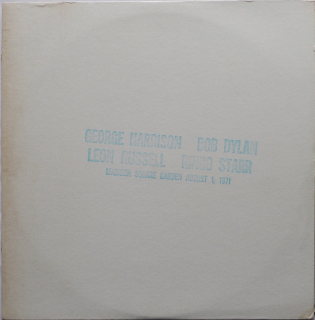 GEORGE HARRISON BOB DYLAN
LEON RUSSELL RINGO STARR
MADISON SQUARE GARDEN AUGUST 1, 1971